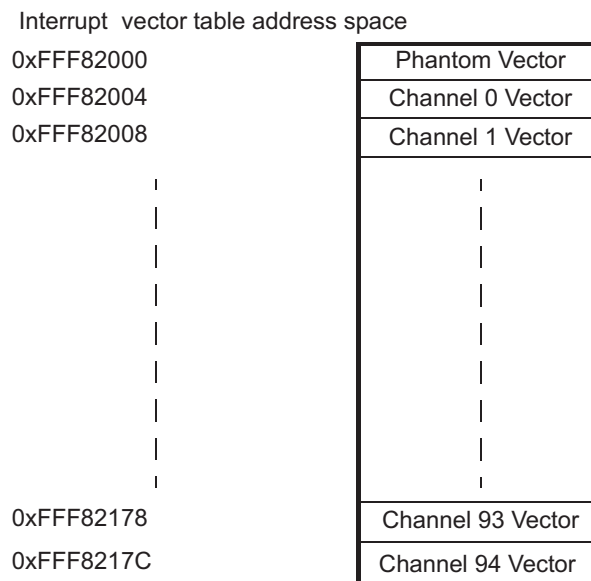 Interrupt vector table address space
0xFFF82000 Phantom Vector
0xFFF82004 Channel 0 Vector
0xFFF82008 Channel 1 Vector
0xFFF82178 Channel 93 Vector
0xFFF8217C Channel 94 Vector